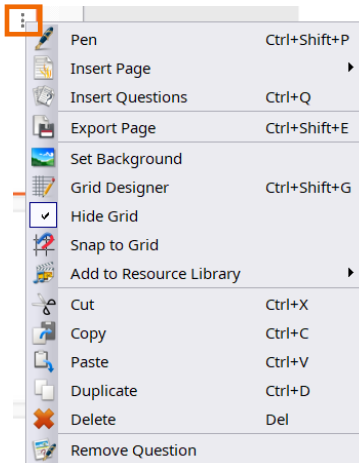 Pen Ctrl+Shift+P
Insert Page
Insert Questions Ctrl+Q
Export Page Ctrl+Shift+E
Set Background
Grid Designer Ctrl+Shift+G
Hide Grid
Snap to Grid
Add to Resource Library
Cut Ctrl+X
Copy Ctrl+C
Paste Ctrl+V
Duplicate Ctrl+D
Delete Del
Remove Question